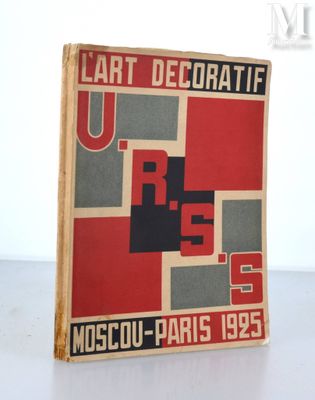 M
L'ART DECORATIF
U.R.S.S
MOSCOU-PARIS 1925